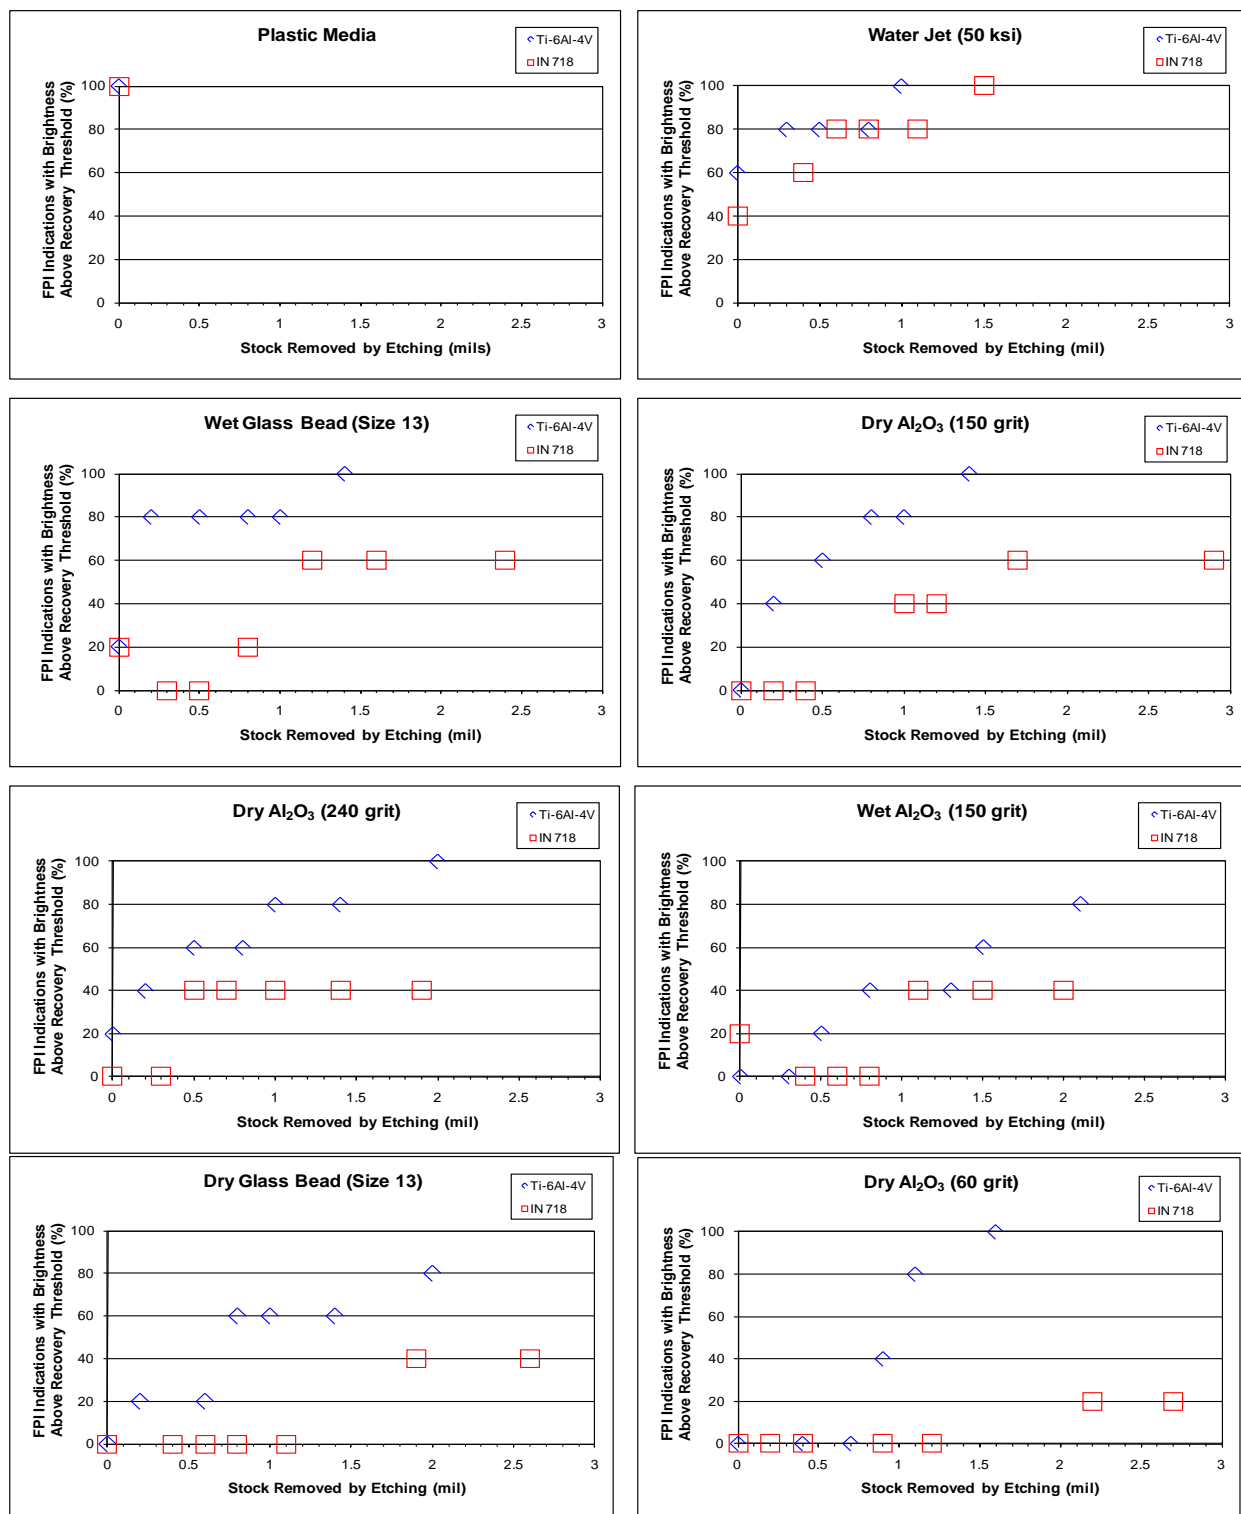 Plastic Media
Ti-6Al-4V
IN 718
FPI Indications with Brightness
Above Recovery Threshold (%)
100
80
60
40
20
0
0 0.5 1 1.5 2 2.5 3
Stock Removed by Etching (mils)
Water Jet (50 ksi)
Ti-6Al-4V
IN 718
FPI Indications with Brightness
Above Recovery Threshold (%)
100
80
60
40
20
0
0 0.5 1 1.5 2 2.5 3
Stock Removed by Etching (mil)
Wet Glass Bead (Size 13)
Ti-6Al-4V
IN 718
FPI Indications with Brightness
Above Recovery Threshold (%)
100
80
60
40
20
0
0 0.5 1 1.5 2 2.5 3
Stock Removed by Etching (mil)
Dry Al₂O₃ (150 grit)
Ti-6Al-4V
IN 718
FPI Indications with Brightness
Above Recovery Threshold (%)
100
80
60
40
20
0
0 0.5 1 1.5 2 2.5 3
Stock Removed by Etching (mil)
Dry Al₂O₃ (240 grit)
Ti-6Al-4V
IN 718
FPI Indications with Brightness
Above Recovery Threshold (%)
100
80
60
40
20
0
0 0.5 1 1.5 2 2.5 3
Stock Removed by Etching (mil)
Wet Al₂O₃ (150 grit)
Ti-6Al-4V
IN 718
FPI Indications with Brightness
Above Recovery Threshold (%)
100
80
60
40
20
0
0 0.5 1 1.5 2 2.5 3
Stock Removed by Etching (mil)
Dry Glass Bead (Size 13)
Ti-6Al-4V
IN 718
FPI Indications with Brightness
Above Recovery Threshold (%)
100
80
60
40
20
0
0 0.5 1 1.5 2 2.5 3
Stock Removed by Etching (mil)
Dry Al₂O₃ (60 grit)
Ti-6Al-4V
IN 718
FPI Indications with Brightness
Above Recovery Threshold (%)
100
80
60
40
20
0
0 0.5 1 1.5 2 2.5 3
Stock Removed by Etching (mil)